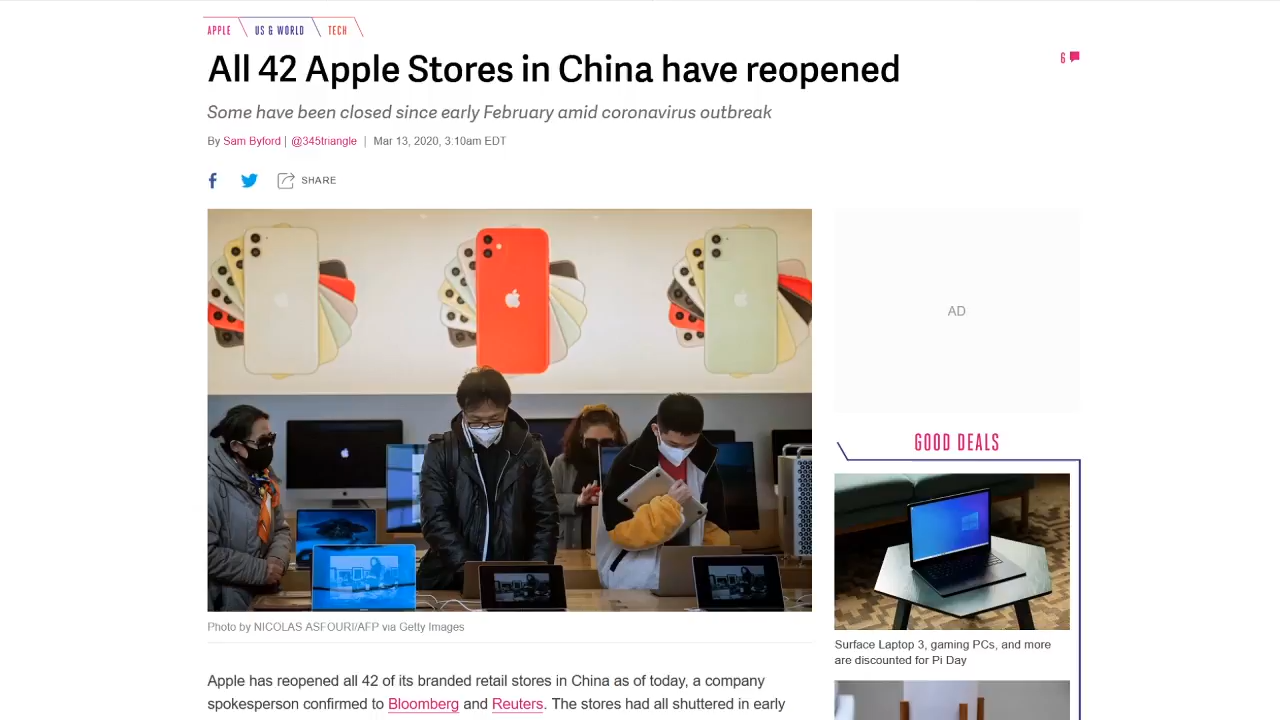 APPLE US & WORLD TECH
All 42 Apple Stores in China have reopened
6
Some have been closed since early February amid coronavirus outbreak
By Sam Byford | @345triangle | Mar 13, 2020, 3:10am EDT
SHARE
AD
GOOD DEALS
Surface Laptop 3, gaming PCs, and more
are discounted for Pi Day
Photo by NICOLAS ASFOURI/AFP via Getty Images
Apple has reopened all 42 of its branded retail stores in China as of today, a company
spokesperson confirmed to Bloomberg and Reuters. The stores had all shuttered in early